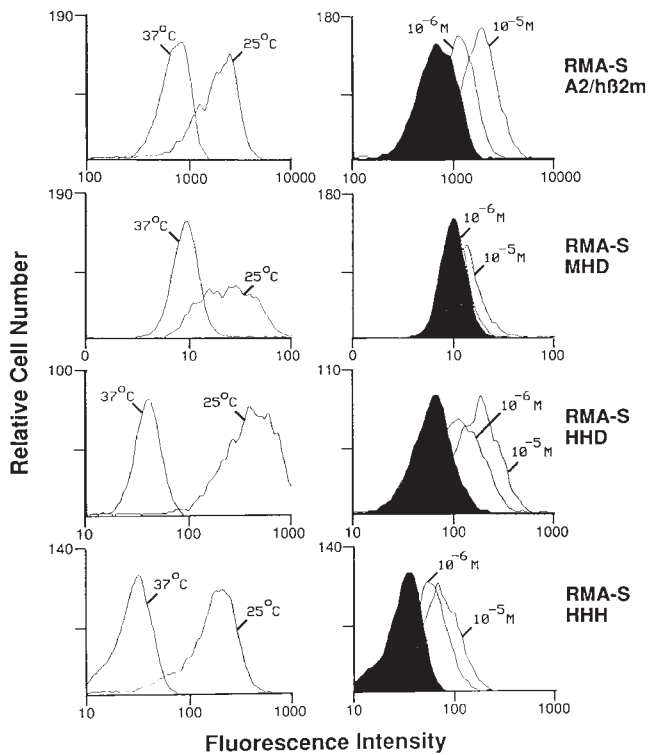 190
37°C
25°C
100
1000
10000
180
10⁻⁶M
10⁻⁵M
100
1000
10000
RMA-S
A2/hß2m
190
37°C
25°C
0
10
100
180
10⁻⁶M
10⁻⁵M
0
10
100
RMA-S
MHD
100
37°C
25°C
10
100
1000
110
10⁻⁶M
10⁻⁵M
10
100
1000
RMA-S
HHD
140
37°C
25°C
10
100
1000
140
10⁻⁶M
10⁻⁵M
10
100
1000
RMA-S
HHH
Relative Cell Number
Fluorescence Intensity